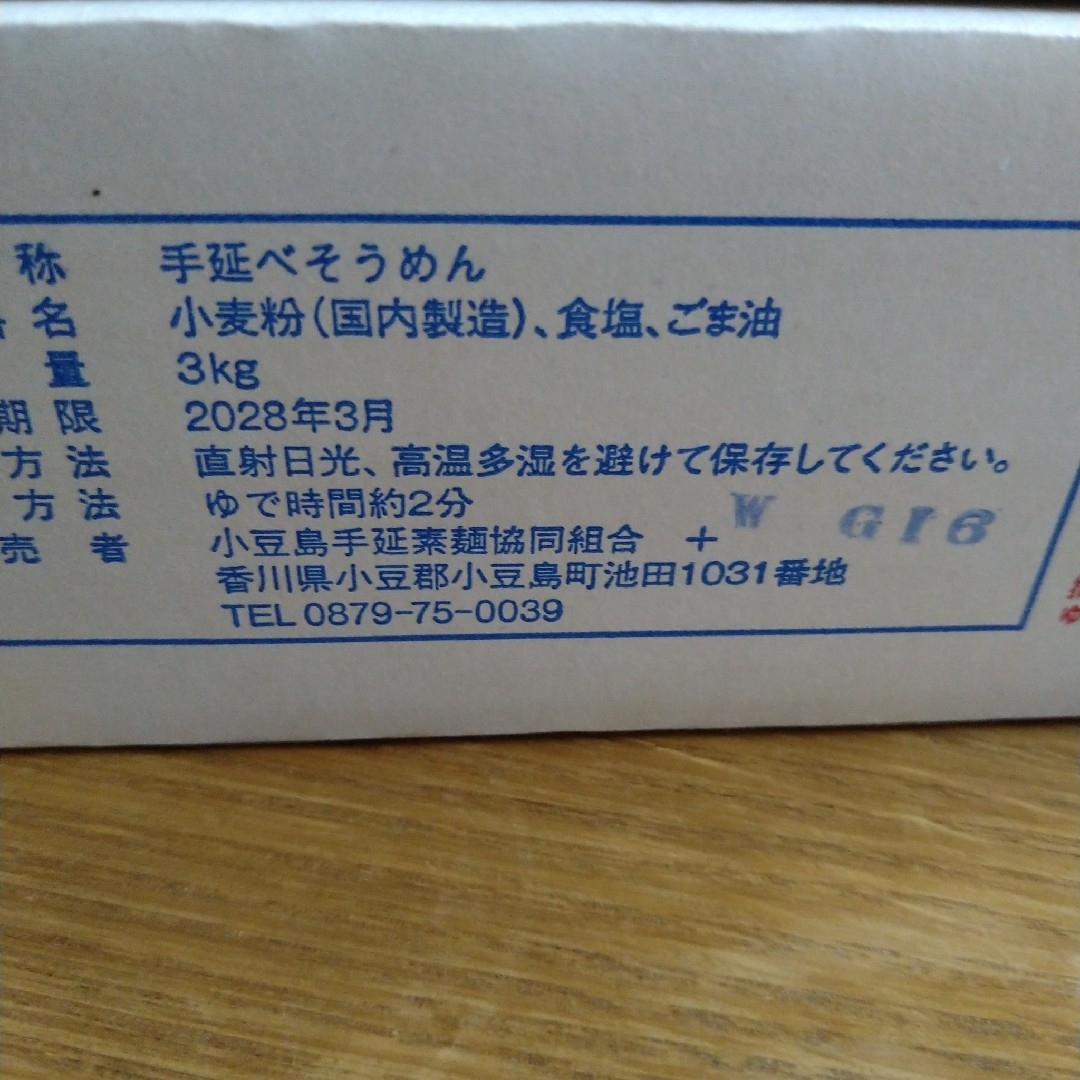 称 手延べそうめん
名 小麦粉(国内製造)、食塩、ごま油
量 3kg
期限 2028年3月
方法 直射日光、高温多湿を避けて保存してください。
方法 ゆで時間約2分
売者 小豆島手延素麺協同組合 + W G16
香川県小豆郡小豆島町池田1031番地
TEL0879-75-0039
ゆ